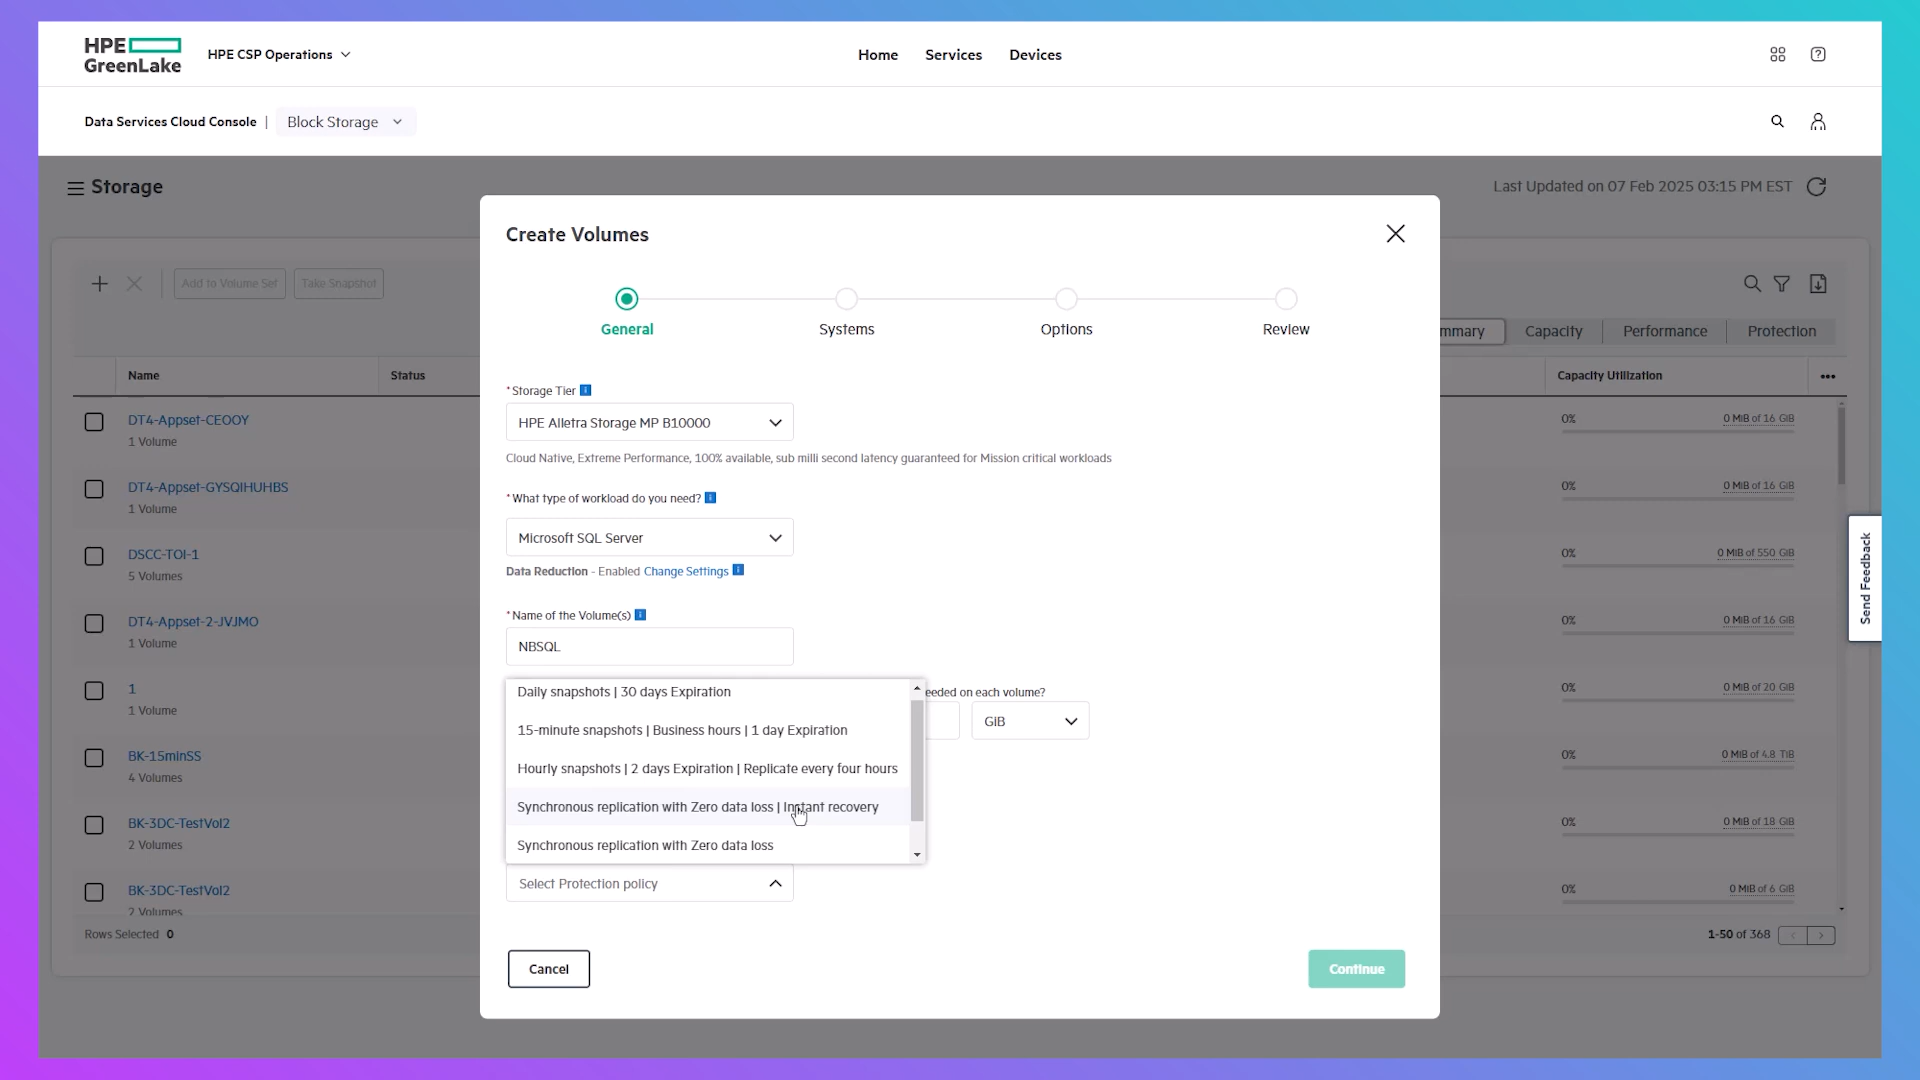 HPE
GreenLake
HPE CSP Operations
Home
Services
Devices
Data Services Cloud Console |
Block Storage
Storage
Last Updated on 07 Feb 2025 03:15 PM EST
Add to Volume Set
Take Snapshot
mmary
Capacity
Performance
Protection
Name
Status
Capacity Utilization
DT4-Appset-CEOOY
1 Volume
0%
0 MiB of 16 GiB
DT4-Appset-GYSQIHUHBS
1 Volume
0%
0 MiB of 16 GiB
DSCC-TOI-1
5 Volumes
0%
0 MiB of 550 GiB
DT4-Appset-2-JVJMO
1 Volume
0%
0 MiB of 16 GiB
1
1 Volume
0%
0 MiB of 20 GiB
BK-15minSS
4 Volumes
0%
0 MiB of 4.8 TiB
BK-3DC-TestVol2
2 Volumes
0%
0 MiB of 18 GiB
BK-3DC-TestVol2
2 Volumes
0%
0 MiB of 6 GiB
Rows Selected 0
1-50 of 368
Send Feedback
Create Volumes
General
Systems
Options
Review
*Storage Tier
HPE Alletra Storage MP B10000
Cloud Native, Extreme Performance, 100% available, sub milli second latency guaranteed for Mission critical workloads
*What type of workload do you need?
Microsoft SQL Server
Data Reduction - Enabled Change Settings
*Name of the Volume(s)
NBSQL
eeded on each volume?
GiB
Daily snapshots | 30 days Expiration
15-minute snapshots | Business hours | 1 day Expiration
Hourly snapshots | 2 days Expiration | Replicate every four hours
Synchronous replication with Zero data loss | Instant recovery
Synchronous replication with Zero data loss
Select Protection policy
Cancel
Continue